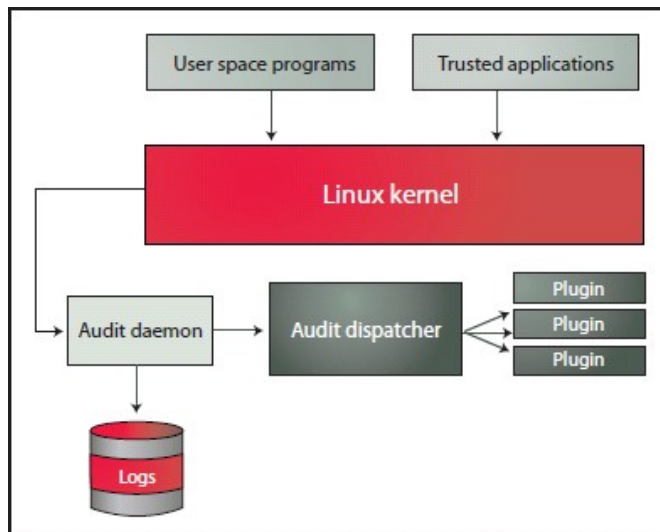 User space programs
Trusted applications
Linux kernel
Audit daemon
Audit dispatcher
Plugin
Plugin
Plugin
Logs